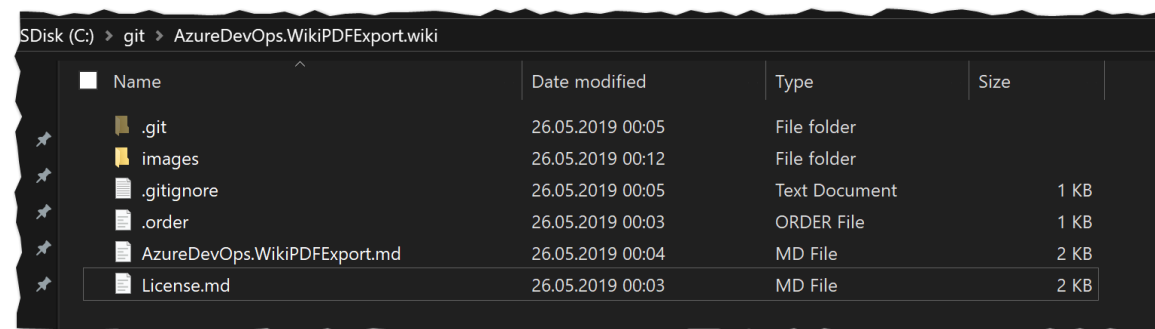 SDisk (C:) > git > AzureDevOps.WikiPDFExport.wiki
Name Date modified Type Size
.git 26.05.2019 00:05 File folder
images 26.05.2019 00:12 File folder
.gitignore 26.05.2019 00:05 Text Document 1 KB
.order 26.05.2019 00:03 ORDER File 1 KB
AzureDevOps.WikiPDFExport.md 26.05.2019 00:04 MD File 2 KB
License.md 26.05.2019 00:03 MD File 2 KB